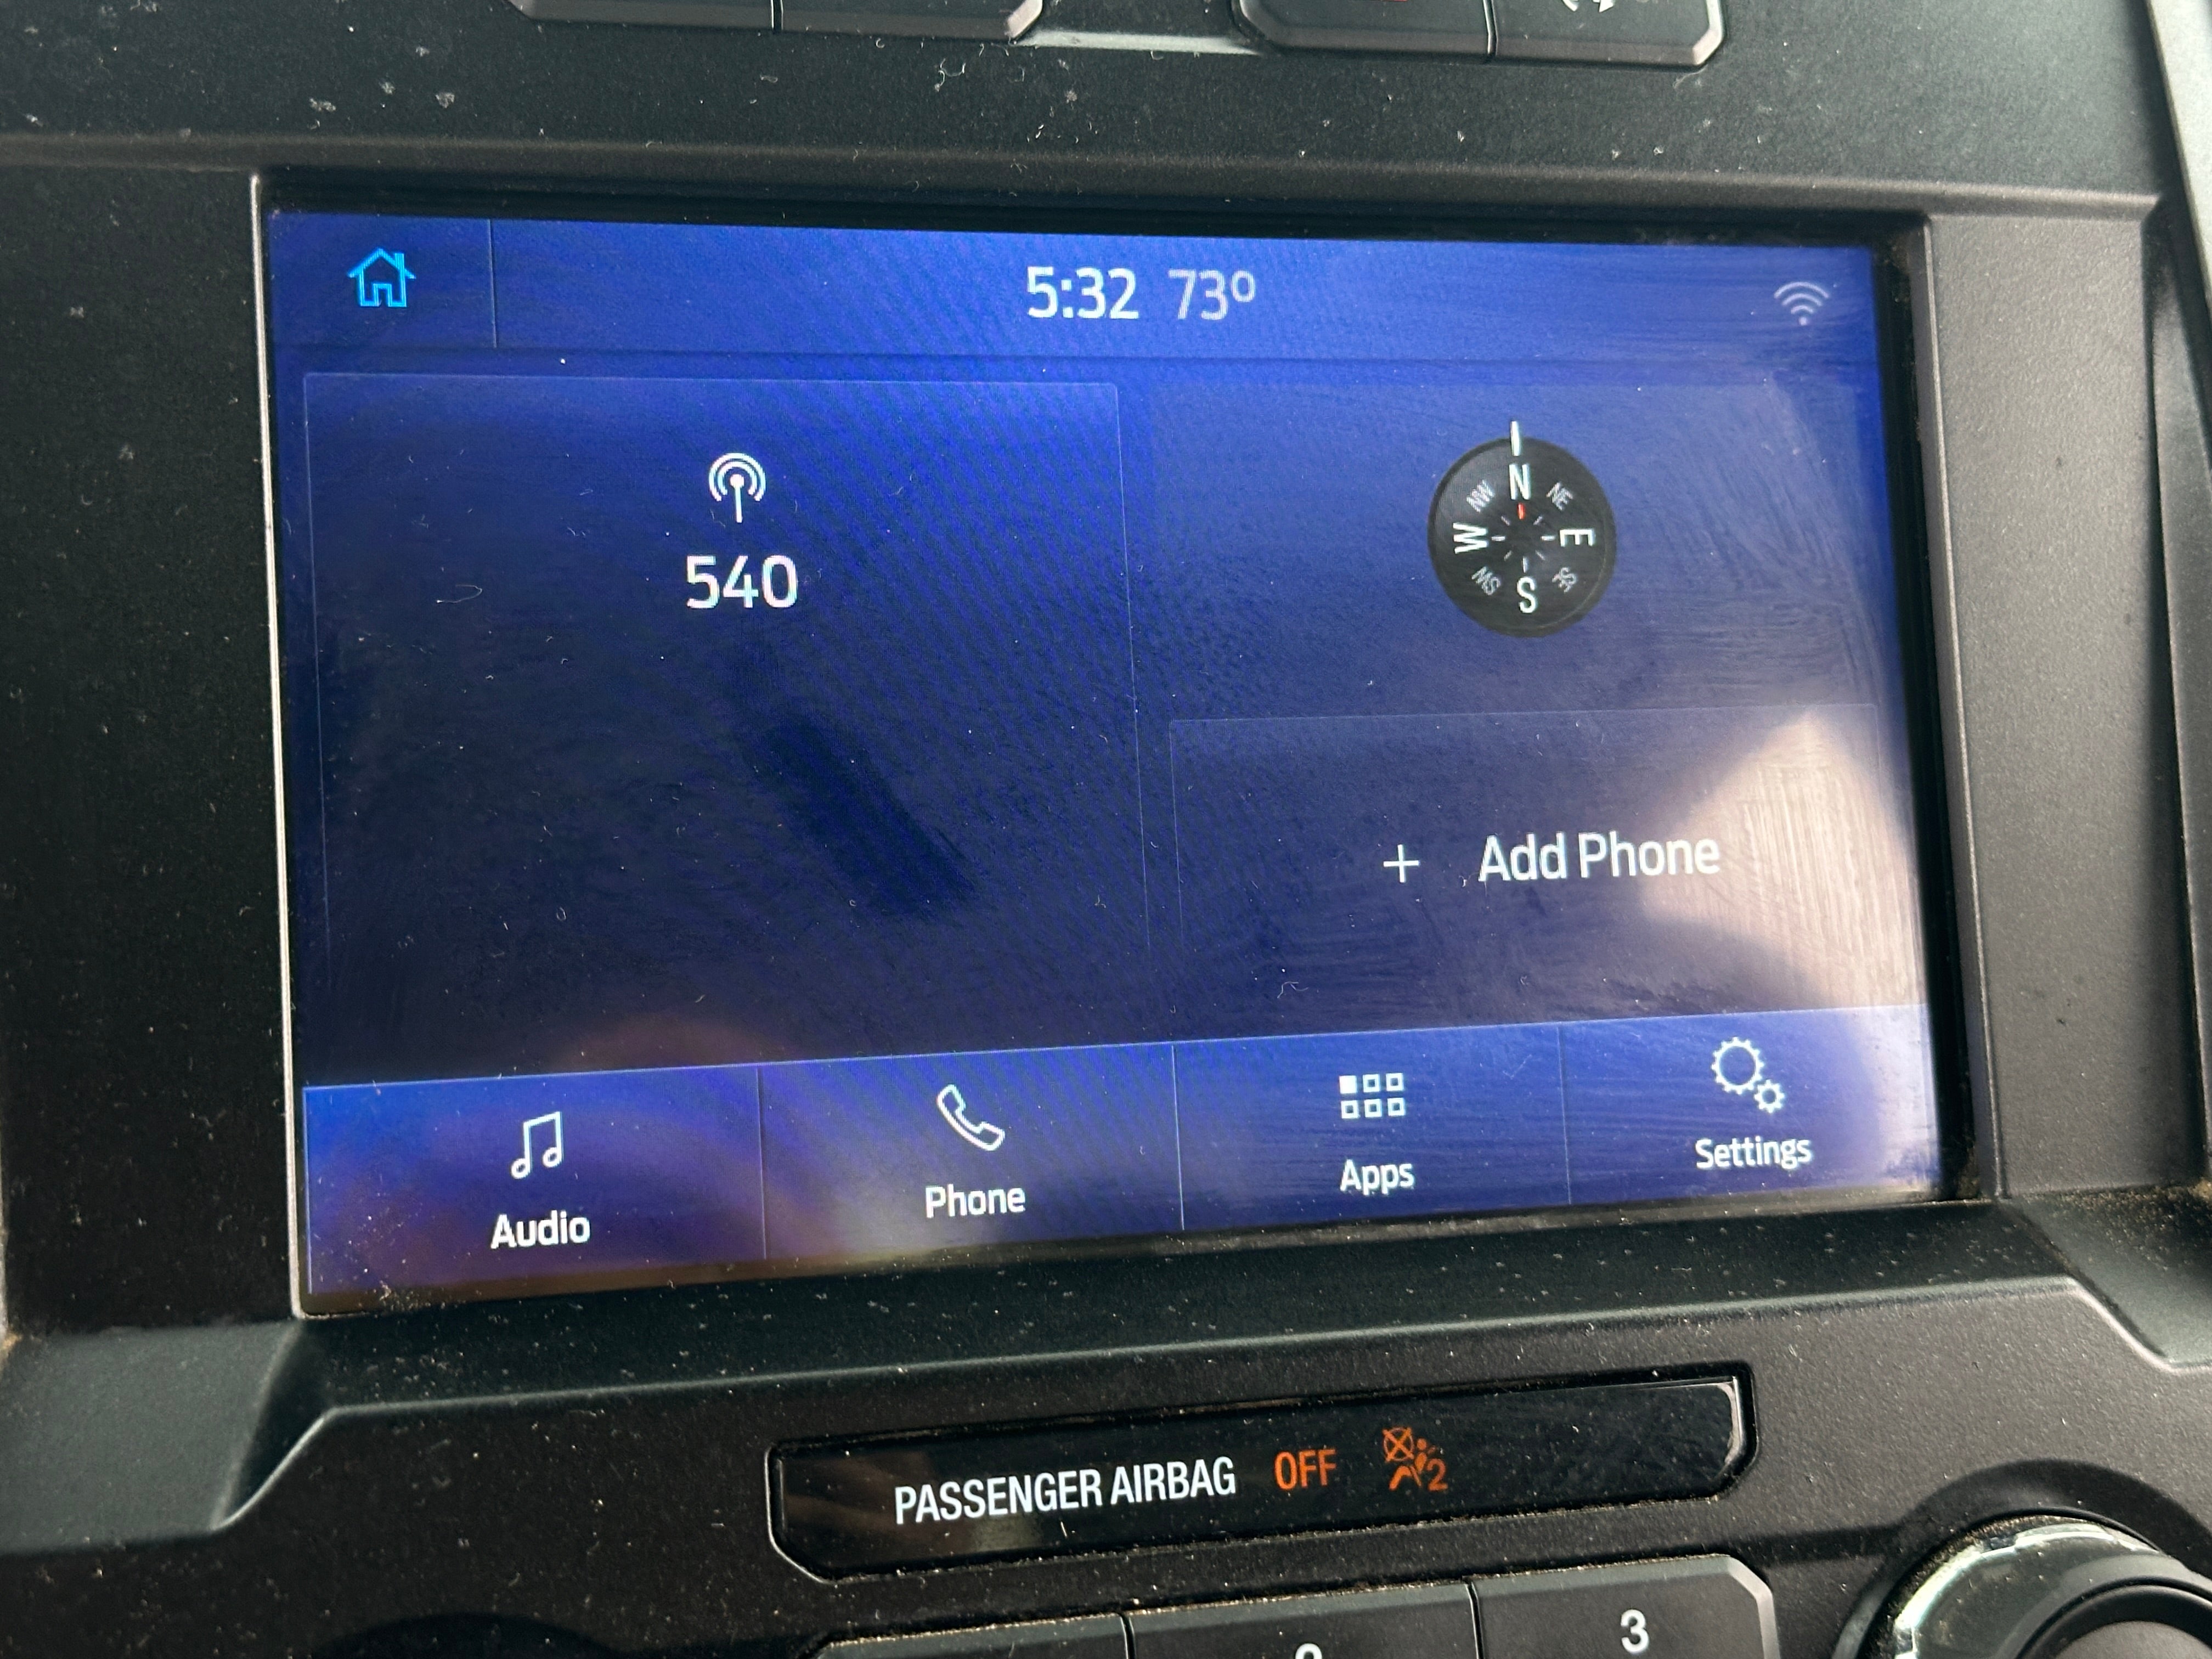 5:32 73°
540
N
NW NE
W E
SW SE
S
+ Add Phone
Audio Phone Apps Settings
PASSENGER AIRBAG OFF 2
3